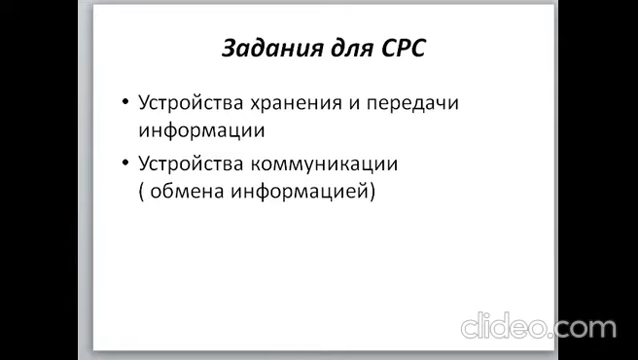 Задания для СРС
• Устройства хранения и передачи
информации
• Устройства коммуникации
( обмена информацией)
clideo.com